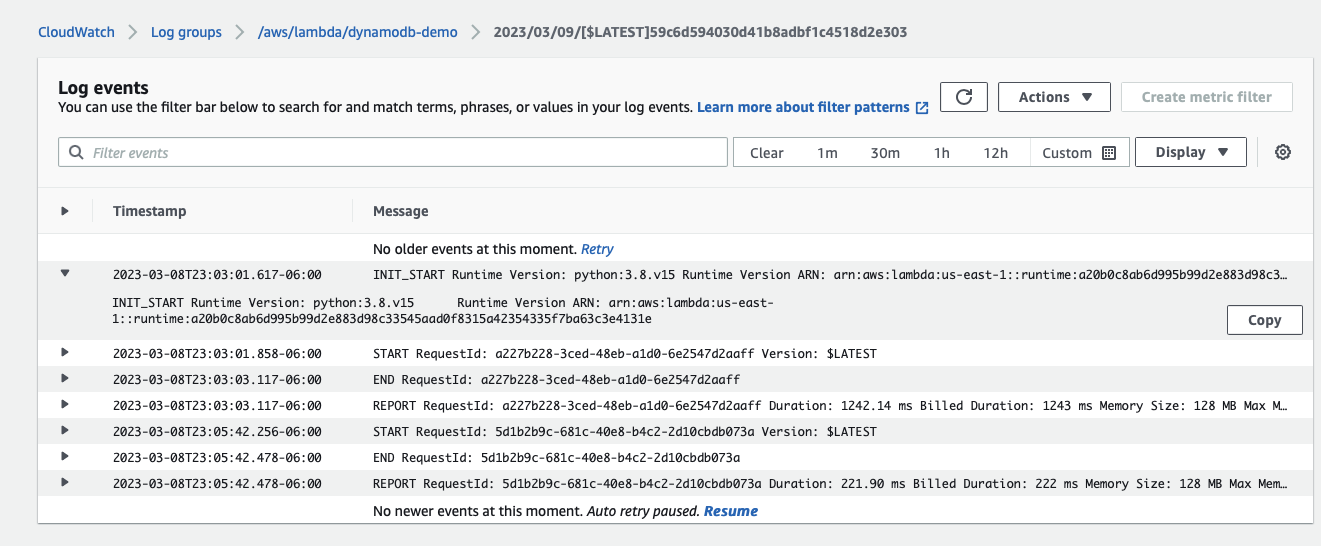 CloudWatch > Log groups > /aws/lambda/dynamodb-demo > 2023/03/09/[$LATEST]59c6d594030d41b8adbf1c4518d2e303
Log events
You can use the filter bar below to search for and match terms, phrases, or values in your log events. Learn more about filter patterns
Actions
Create metric filter
Filter events
Clear 1m 30m 1h 12h Custom Display
Timestamp Message
No older events at this moment. Retry
2023-03-08T23:03:01.617-06:00 INIT_START Runtime Version: python:3.8.v15 Runtime Version ARN: arn:aws:lambda:us-east-1::runtime:a20b0c8ab6d995b99d2e883d98c3…
INIT_START Runtime Version: python:3.8.v15 Runtime Version ARN: arn:aws:lambda:us-east-
1::runtime:a20b0c8ab6d995b99d2e883d98c33545aad0f8315a42354335f7ba63c3e4131e
Copy
2023-03-08T23:03:01.858-06:00 START RequestId: a227b228-3ced-48eb-a1d0-6e2547d2aaff Version: $LATEST
2023-03-08T23:03:03.117-06:00 END RequestId: a227b228-3ced-48eb-a1d0-6e2547d2aaff
2023-03-08T23:03:03.117-06:00 REPORT RequestId: a227b228-3ced-48eb-a1d0-6e2547d2aaff Duration: 1242.14 ms Billed Duration: 1243 ms Memory Size: 128 MB Max M…
2023-03-08T23:05:42.256-06:00 START RequestId: 5d1b2b9c-681c-40e8-b4c2-2d10cbdb073a Version: $LATEST
2023-03-08T23:05:42.478-06:00 END RequestId: 5d1b2b9c-681c-40e8-b4c2-2d10cbdb073a
2023-03-08T23:05:42.478-06:00 REPORT RequestId: 5d1b2b9c-681c-40e8-b4c2-2d10cbdb073a Duration: 221.90 ms Billed Duration: 222 ms Memory Size: 128 MB Max Mem…
No newer events at this moment. Auto retry paused. Resume